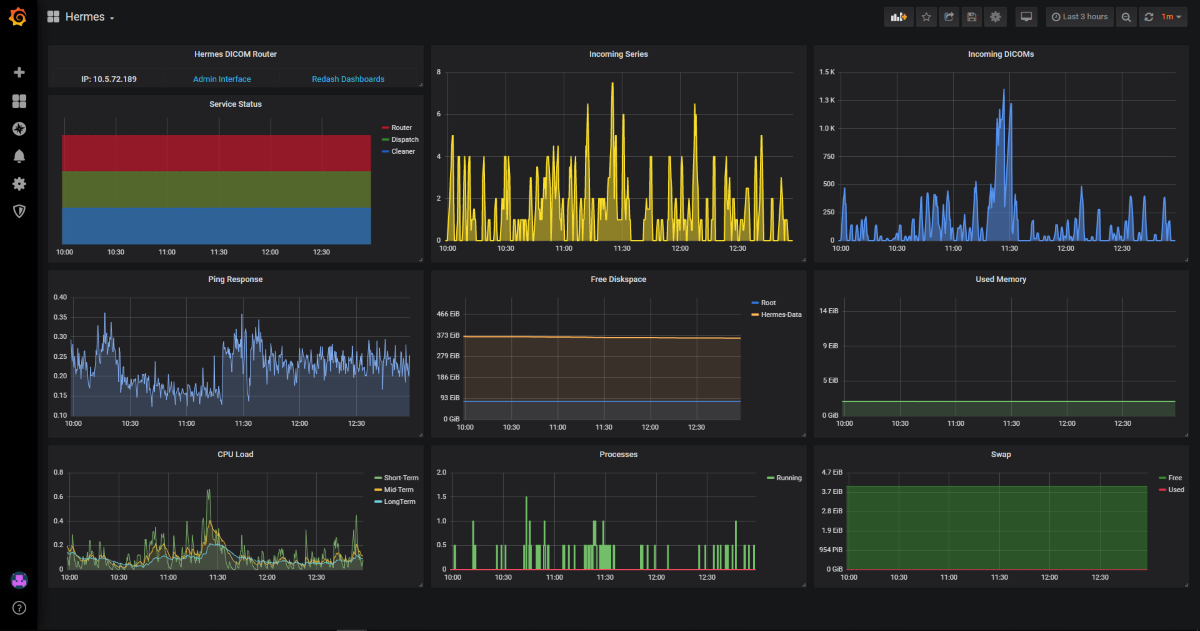 Hermes
Last 3 hours
1m
Hermes DICOM Router
IP: 10.5.72.189 Admin Interface Redash Dashboards
Service Status
Router
Dispatch
Cleaner
10:00 10:30 11:00 11:30 12:00 12:30
Incoming Series
8
6
4
2
0
10:00 10:30 11:00 11:30 12:00 12:30
Incoming DICOMs
1.5 K
1.3 K
1.0 K
750
500
250
0
10:00 10:30 11:00 11:30 12:00 12:30
Ping Response
0.40
0.35
0.30
0.25
0.20
0.15
0.10
10:00 10:30 11:00 11:30 12:00 12:30
Free Diskspace
466 EiB
373 EiB
279 EiB
186 EiB
93 EiB
0 GiB
10:00 10:30 11:00 11:30 12:00 12:30
Root
Hermes-Data
Used Memory
14 EiB
9 EiB
5 EiB
0 GiB
10:00 10:30 11:00 11:30 12:00 12:30
CPU Load
0.8
0.6
0.4
0.2
0
10:00 10:30 11:00 11:30 12:00 12:30
Short-Term
Mid-Term
LongTerm
Processes
2.0
1.5
1.0
0.5
0
10:00 10:30 11:00 11:30 12:00 12:30
Running
Swap
4.7 EiB
3.7 EiB
2.8 EiB
1.9 EiB
954 PiB
0 GiB
10:00 10:30 11:00 11:30 12:00 12:30
Free
Used